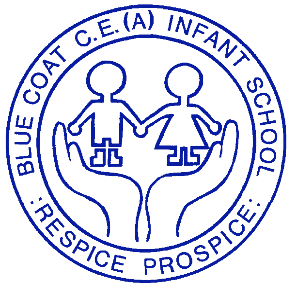 BLUE COAT C.E.(A) INFANT SCHOOL
:RESPICE PROSPICE: